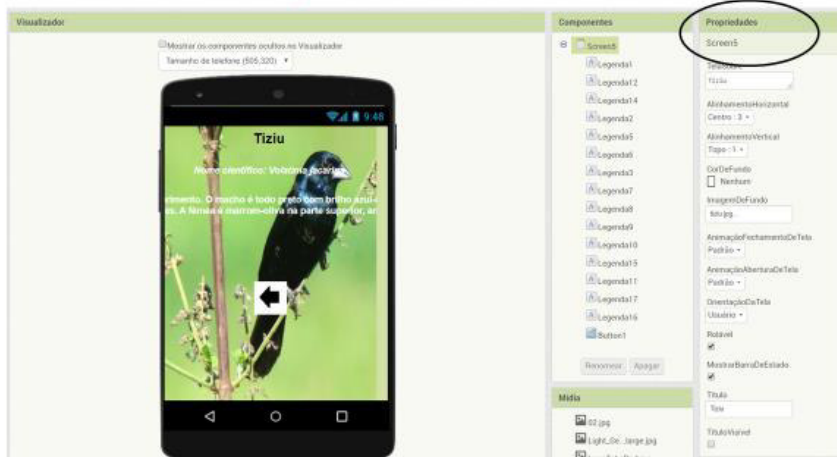 Visualizador
Mostrar os componentes ocultos no Visualizador
Tamanho de telefone (505,320)
9:48
Tiziu
Nome científico: Volatinia jacarina
rimento. O macho é todo preto com brilho azul-
as. A fêmea é marrom-oliva na parte superior, an
Componentes
Screen5
Legenda1
Legenda12
Legenda14
Legenda2
Legenda5
Legenda6
Legenda3
Legenda7
Legenda8
Legenda9
Legenda10
Legenda15
Legenda11
Legenda17
Legenda16
Button1
Renomear Apagar
Mídia
02.jpg
Propriedades
Screen5
Tiziu
AlinhamentoHorizontal
Centro : 3
AlinhamentoVertical
Topo : 1
CorDeFundo
Nenhum
ImagemDeFundo
tiziu.jpg
AnimaçãoFechamentoDeTela
Padrão
AnimaçãoAberturaDeTela
Padrão
OrientaçãoDaTela
Usuário
Rolável
MostrarBarraDeEstado
Título
Tiziu
TítuloVisível